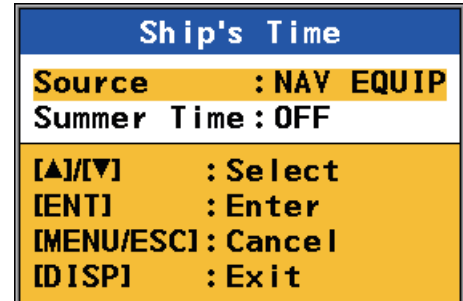 Ship's Time
Source :NAV EQUIP
Summer Time:OFF
[▲]/[▼] :Select
[ENT] :Enter
[MENU/ESC]:Cancel
[DISP] :Exit